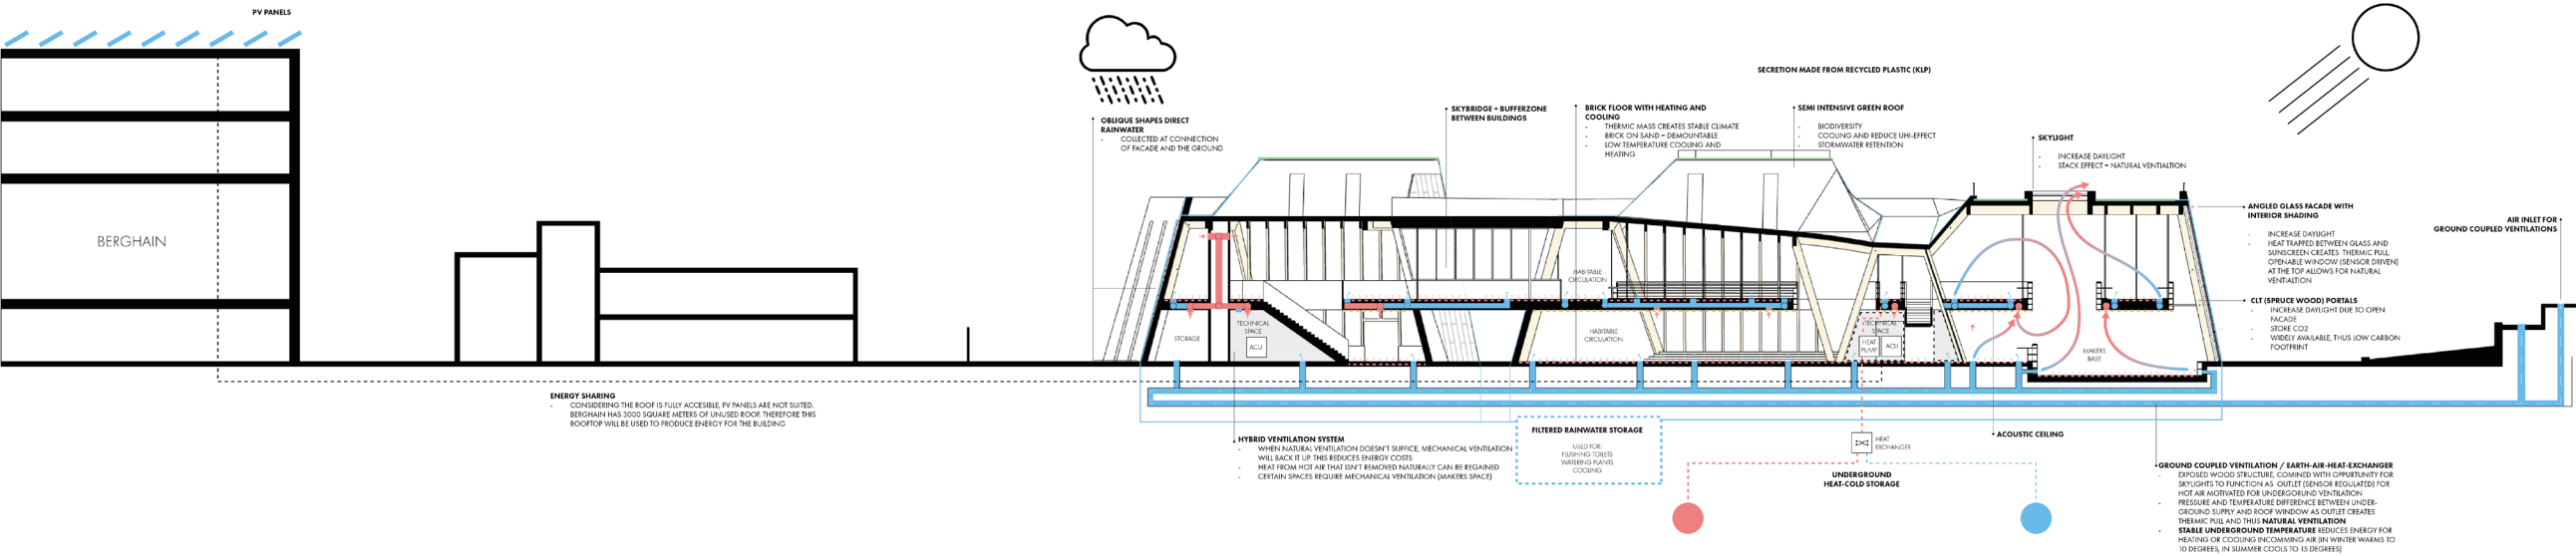 PV PANELS
BERGHAIN
ENERGY SHARING
- CONSIDERING THE ROOF IS FULLY ACCESIBLE, PV PANELS ARE NOT SUITED.
BERGHAIN HAS 3000 SQUARE METERS OF UNUSED ROOF. THEREFORE THIS
ROOFTOP WILL BE USED TO PRODUCE ENERGY FOR THE BUILDING
OBLIQUE SHAPES DIRECT
RAINWATER
- COLLECTED AT CONNECTION
OF FACADE AND THE GROUND
SKYBRIDGE = BUFFERZONE
BETWEEN BUILDINGS
BRICK FLOOR WITH HEATING AND
COOLING
- THERMIC MASS CREATES STABLE CLIMATE
- BRICK ON SAND = DEMOUNTABLE
- LOW TEMPERATURE COOLING AND
HEATING
SECRETION MADE FROM RECYCLED PLASTIC (KLP)
SEMI INTENSIVE GREEN ROOF
- BIODIVERSITY
- COOLING AND REDUCE UHI-EFFECT
- STORMWATER RETENTION
SKYLIGHT
- INCREASE DAYLIGHT
- STACK EFFECT = NATURAL VENTIALTION
ANGLED GLASS FACADE WITH
INTERIOR SHADING
- INCREASE DAYLIGHT
- HEAT TRAPPED BETWEEN GLASS AND
SUNSCREEN CREATES THERMIC PULL,
OPENABLE WINDOW (SENSOR DRIVEN)
AT THE TOP ALLOWS FOR NATURAL
VENTIALTION
CLT (SPRUCE WOOD) PORTALS
- INCREASE DAYLIGHT DUE TO OPEN
FACADE
- STORE CO2
- WIDELY AVAILABLE, THUS LOW CARBON
FOOTPRINT
AIR INLET FOR
GROUND COUPLED VENTILATIONS
STORAGE
TECHNICAL
SPACE
ACU
HABITABLE
CIRCULATION
HABITABLE
CIRCULATION
TECHNICAL
SPACE
HEAT
PUMP
ACU
MAKERS
BASE
HYBRID VENTILATION SYSTEM
- WHEN NATURAL VENTILATION DOESN'T SUFFICE, MECHANICAL VENTILATION
WILL BACK IT UP THIS REDUCES ENERGY COSTS
- HEAT FROM HOT AIR THAT ISN'T REMOVED NATURALLY CAN BE REGAINED
- CERTAIN SPACES REQUIRE MECHANICAL VENTILATION (MAKERS SPACE)
FILTERED RAINWATER STORAGE
USED FOR:
FLUSHING TOILETS
WATERING PLANTS
COOLING
HEAT
EXCHANGER
UNDERGROUND
HEAT-COLD STORAGE
ACOUSTIC CEILING
GROUND COUPLED VENTILATION / EARTH-AIR-HEAT-EXCHANGER
- EXPOSED WOOD STRUCTURE, COMINED WITH OPPURTUNITY FOR
SKYLIGHTS TO FUNCTION AS OUTLET (SENSOR REGULATED) FOR
HOT AIR MOTIVATED FOR UNDERGORUND VENTILATION
- PRESSURE AND TEMPERATURE DIFFERENCE BETWEEN UNDER-
GROUND SUPPLY AND ROOF WINDOW AS OUTLET CREATES
THERMIC PULL AND THUS NATURAL VENTILATION
- STABLE UNDERGROUND TEMPERATURE REDUCES ENERGY FOR
HEATING OR COOLING INCOMMING AIR (IN WINTER WARMS TO
10 DEGREES, IN SUMMER COOLS TO 15 DEGREES)